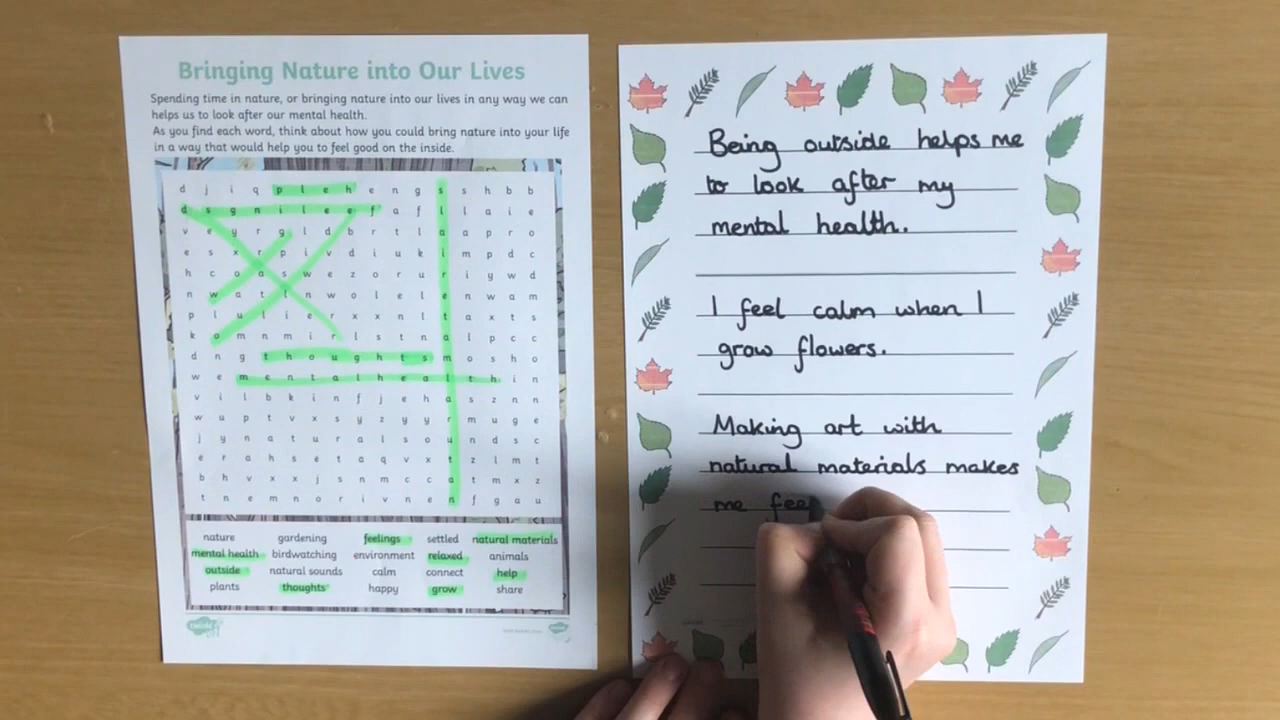 Bringing Nature into Our Lives
Spending time in nature, or bringing nature into our lives in any way we can
helps us to look after our mental health.
As you find each word, think about how you could bring nature into your life
in a way that would help you to feel good on the inside.
d j i q p l e h e n g s s h b b
d s g n i l e e f a f l l a i e
v e y r g l d b r t l a a p r o
e s x r p i v d i u k i m p d c
h c o a s w e z o r u r i y w d
n w a t l n w o l e l e n w a m
p l u l i t r x x n l t a x t s
k o m n m i r l s t n a l p c c
d n g t h o u g h t s m o s h o
w e m e n t a l h e a l t h i n
v i l b k i n f j e h a s z n n
w u p t v x s y z y y r m u g e
j y n a t u r a l s o u n d s c
e r a h s e t a q v x t z l m t
b h v x x j s n m c c a t m x z
t n e m n o r i v n e n f g a u
nature gardening feelings settled natural materials
mental health birdwatching environment relaxed animals
outside natural sounds calm connect help
plants thoughts happy grow share
Being outside helps me
to look after my
mental health.
I feel calm when I
grow flowers.
Making art with
natural materials makes
me fee